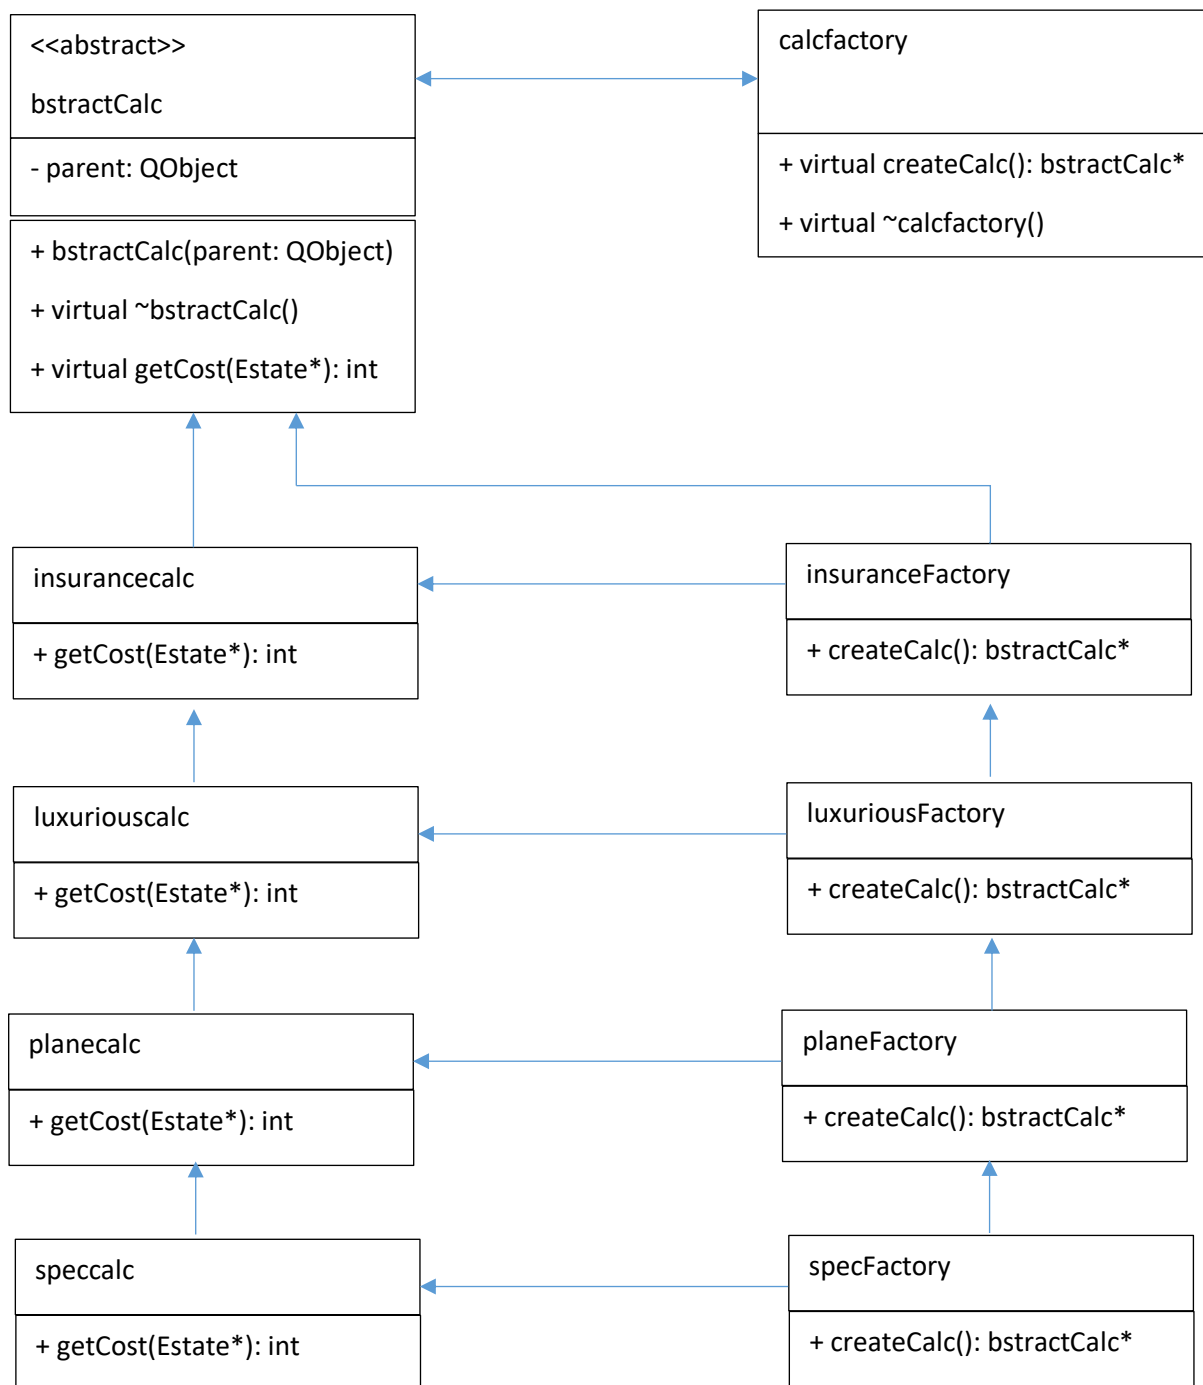 <<abstract>>
bstractCalc
- parent: QObject
+ bstractCalc(parent: QObject)
+ virtual ~bstractCalc()
+ virtual getCost(Estate*): int
calcfactory
+ virtual createCalc(): bstractCalc*
+ virtual ~calcfactory()
insurancecalc
+ getCost(Estate*): int
insuranceFactory
+ createCalc(): bstractCalc*
luxuriouscalc
+ getCost(Estate*): int
luxuriousFactory
+ createCalc(): bstractCalc*
planecalc
+ getCost(Estate*): int
planeFactory
+ createCalc(): bstractCalc*
speccalc
+ getCost(Estate*): int
specFactory
+ createCalc(): bstractCalc*